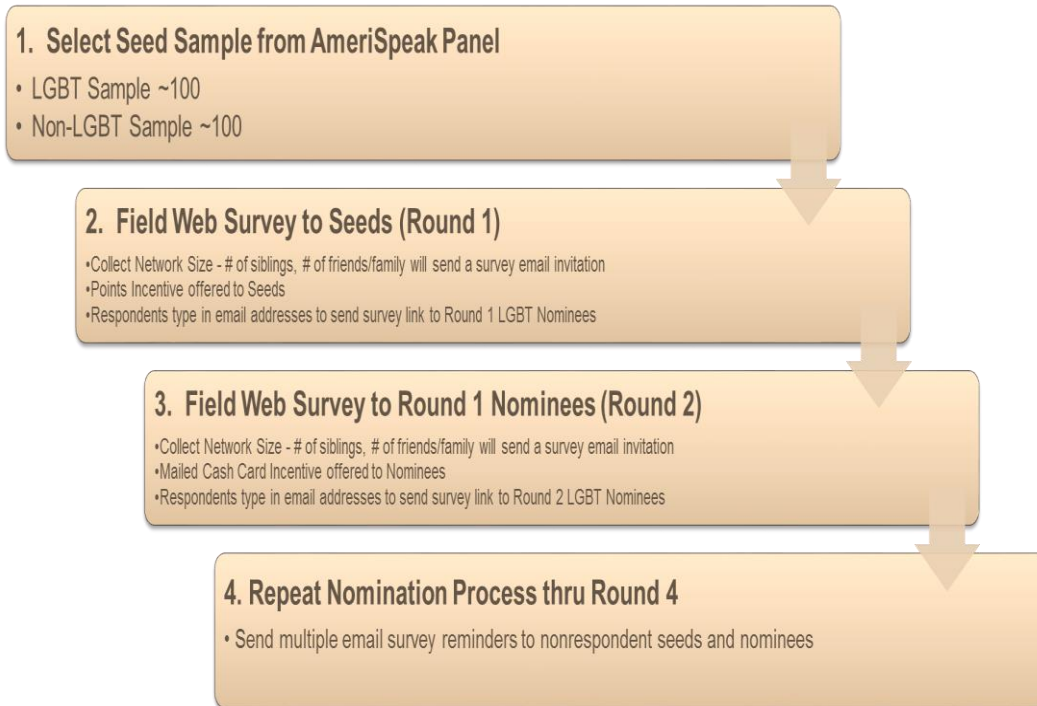 1. Select Seed Sample from AmeriSpeak Panel
• LGBT Sample ~100
• Non-LGBT Sample ~100
2. Field Web Survey to Seeds (Round 1)
•Collect Network Size - # of siblings, # of friends/family will send a survey email invitation
•Points Incentive offered to Seeds
•Respondents type in email addresses to send survey link to Round 1 LGBT Nominees
3. Field Web Survey to Round 1 Nominees (Round 2)
•Collect Network Size - # of siblings, # of friends/family will send a survey email invitation
•Mailed Cash Card Incentive offered to Nominees
•Respondents type in email addresses to send survey link to Round 2 LGBT Nominees
4. Repeat Nomination Process thru Round 4
• Send multiple email survey reminders to nonrespondent seeds and nominees